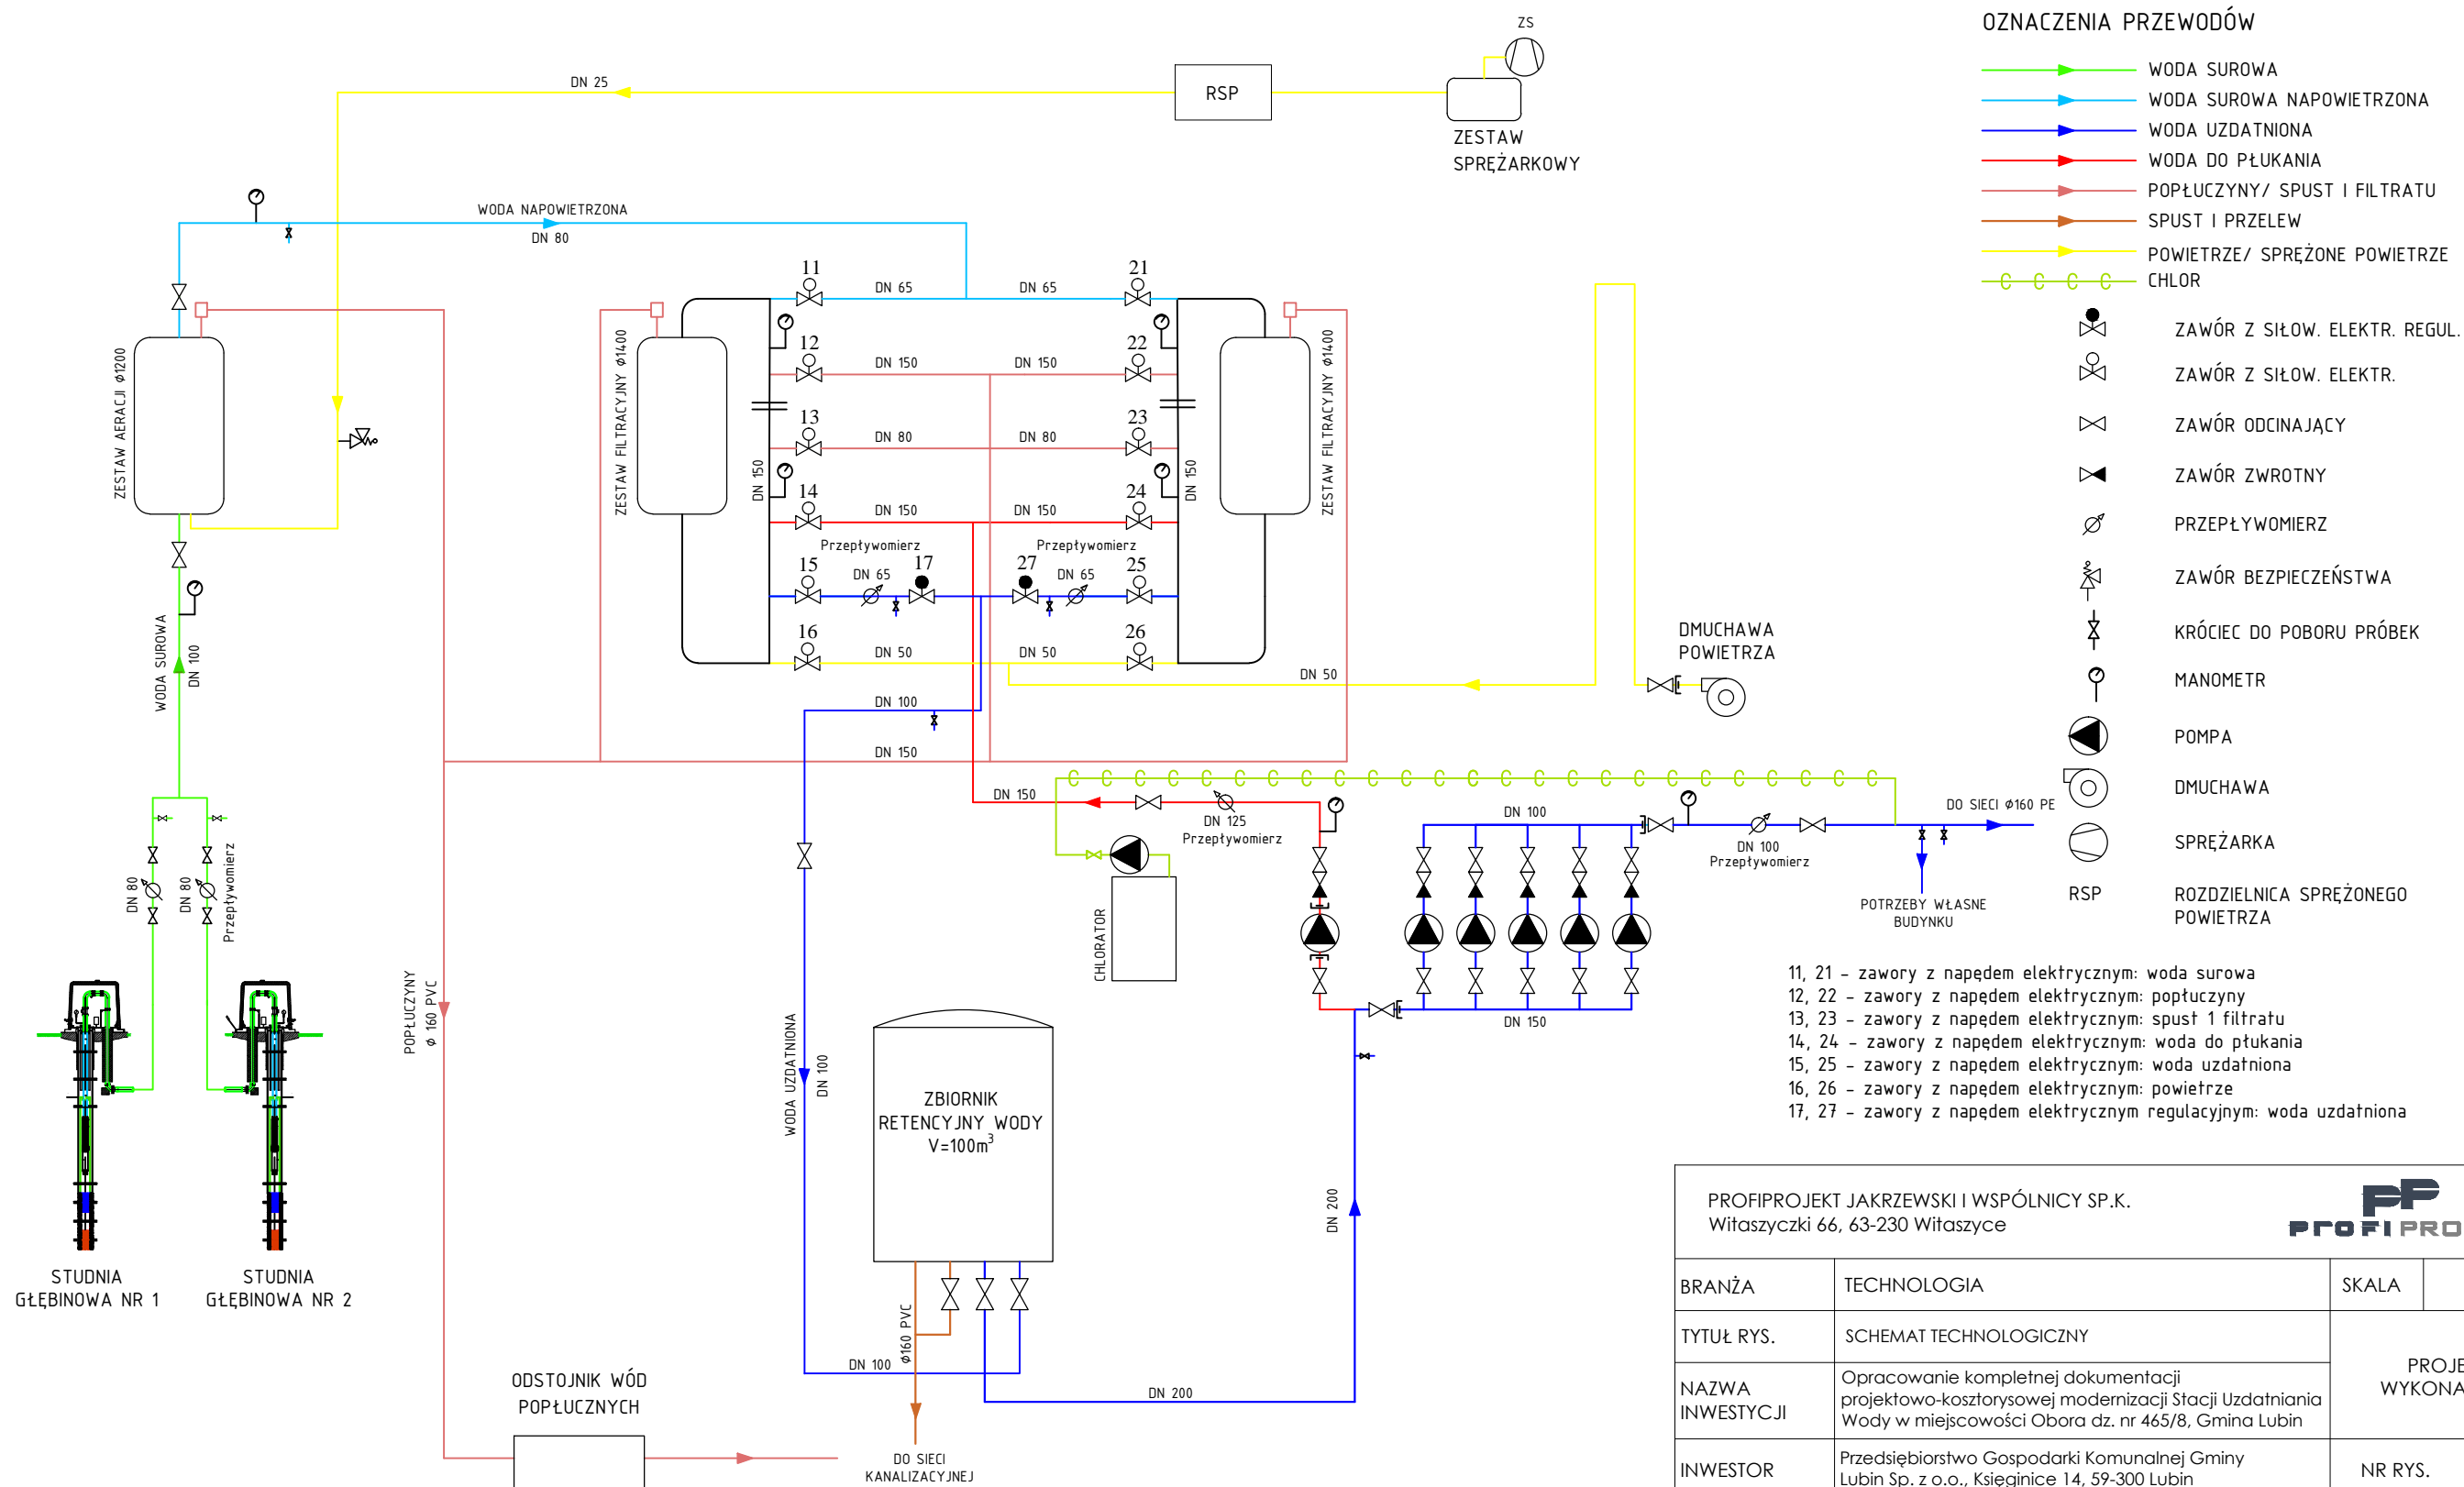 OZNACZENIA PRZEWODÓW
WODA SUROWA
WODA SUROWA NAPOWIETRZONA
WODA UZDATNIONA
WODA DO PŁUKANIA
POPŁUCZYNY/ SPUST I FILTRATU
SPUST I PRZELEW
POWIETRZE/ SPRĘŻONE POWIETRZE
C C C C CHLOR
ZAWÓR Z SIŁOW. ELEKTR. REGUL.
ZAWÓR Z SIŁOW. ELEKTR.
ZAWÓR ODCINAJĄCY
ZAWÓR ZWROTNY
PRZEPŁYWOMIERZ
ZAWÓR BEZPIECZEŃSTWA
KRÓCIEC DO POBORU PRÓBEK
MANOMETR
POMPA
DMUCHAWA
SPRĘŻARKA
RSP ROZDZIELNICA SPRĘŻONEGO
POWIETRZA
ZS
RSP
ZESTAW
SPRĘŻARKOWY
DN 25
WODA NAPOWIETRZONA
DN 80
ZESTAW AERACJI ϕ1200
ZESTAW FILTRACYJNY ϕ1400
ZESTAW FILTRACYJNY ϕ1400
11 DN 65 DN 65 21
12 DN 150 DN 150 22
13 DN 80 DN 80 23
DN 150
DN 150
14 DN 150 DN 150 24
Przepływomierz Przepływomierz
15 DN 65 17 27 DN 65 25
16 DN 50 DN 50 26
DN 50
DMUCHAWA
POWIETRZA
DN 100
DN 150
WODA SUROWA
DN 100
DN 80
DN 80
Przepływomierz
STUDNIA
GŁĘBINOWA NR 1
STUDNIA
GŁĘBINOWA NR 2
POPŁUCZYNY
ϕ 160 PVC
C C C C C C C C C C C C C C C C C C C C C C C C C
DN 150
DN 125
Przepływomierz
CHLORATOR
DN 100
DN 100
Przepływomierz
DO SIECI ϕ160 PE
POTRZEBY WŁASNE
BUDYNKU
DN 150
WODA UZDATNIONA
DN 100
ZBIORNIK
RETENCYJNY WODY
V=100m³
DN 200
ϕ160 PVC
DN 100
DN 200
ODSTOJNIK WÓD
POPŁUCZNYCH
DO SIECI
KANALIZACYJNEJ
11, 21 - zawory z napędem elektrycznym: woda surowa
12, 22 - zawory z napędem elektrycznym: popłuczyny
13, 23 - zawory z napędem elektrycznym: spust 1 filtratu
14, 24 - zawory z napędem elektrycznym: woda do płukania
15, 25 - zawory z napędem elektrycznym: woda uzdatniona
16, 26 - zawory z napędem elektrycznym: powietrze
17, 27 - zawory z napędem elektrycznym regulacyjnym: woda uzdatniona
PROFIPROJEKT JAKRZEWSKI I WSPÓLNICY SP.K.
Witaszyczki 66, 63-230 Witaszyce
PP
PROFIPRO
BRANŻA TECHNOLOGIA SKALA
TYTUŁ RYS. SCHEMAT TECHNOLOGICZNY
PROJE
WYKONA
NAZWA
INWESTYCJI
Opracowanie kompletnej dokumentacji
projektowo-kosztorysowej modernizacji Stacji Uzdatniania
Wody w miejscowości Obora dz. nr 465/8, Gmina Lubin
INWESTOR
Przedsiębiorstwo Gospodarki Komunalnej Gminy
Lubin Sp. z o.o., Księginice 14, 59-300 Lubin
NR RYS.